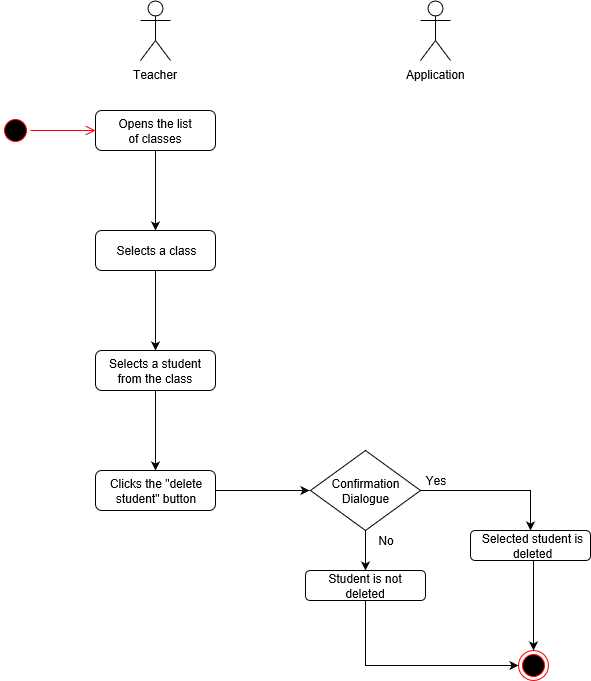 Teacher
Application
Opens the list
of classes
Selects a class
Selects a student
from the class
Clicks the "delete
student" button
Confirmation
Dialogue
Yes
No
Selected student is
deleted
Student is not
deleted